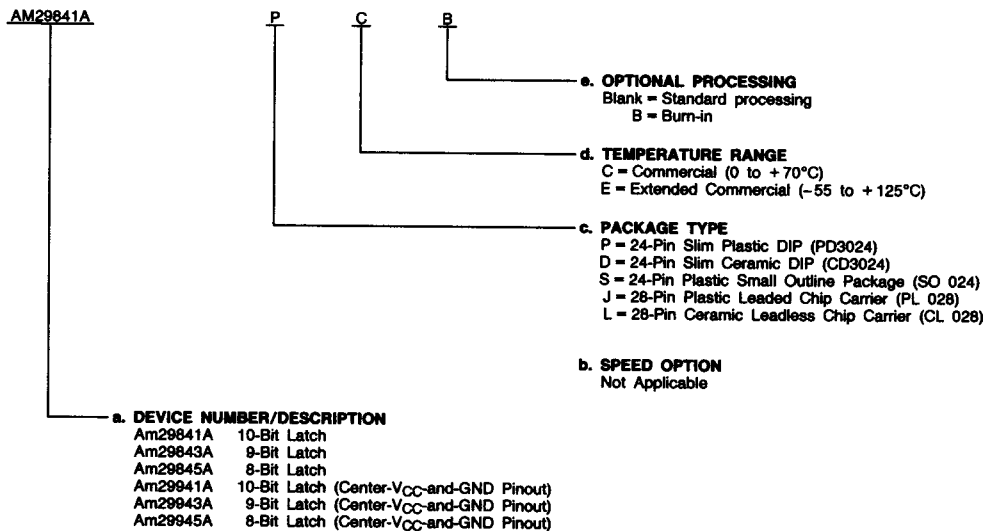 AM29841A P C B
e. OPTIONAL PROCESSING
Blank = Standard processing
B = Burn-in
d. TEMPERATURE RANGE
C = Commercial (0 to +70°C)
E = Extended Commercial (-55 to +125°C)
c. PACKAGE TYPE
P = 24-Pin Slim Plastic DIP (PD3024)
D = 24-Pin Slim Ceramic DIP (CD3024)
S = 24-Pin Plastic Small Outline Package (SO 024)
J = 28-Pin Plastic Leaded Chip Carrier (PL 028)
L = 28-Pin Ceramic Leadless Chip Carrier (CL 028)
b. SPEED OPTION
Not Applicable
a. DEVICE NUMBER/DESCRIPTION
Am29841A 10-Bit Latch
Am29843A 9-Bit Latch
Am29845A 8-Bit Latch
Am29941A 10-Bit Latch (Center-VCC-and-GND Pinout)
Am29943A 9-Bit Latch (Center-VCC-and-GND Pinout)
Am29945A 8-Bit Latch (Center-VCC-and-GND Pinout)